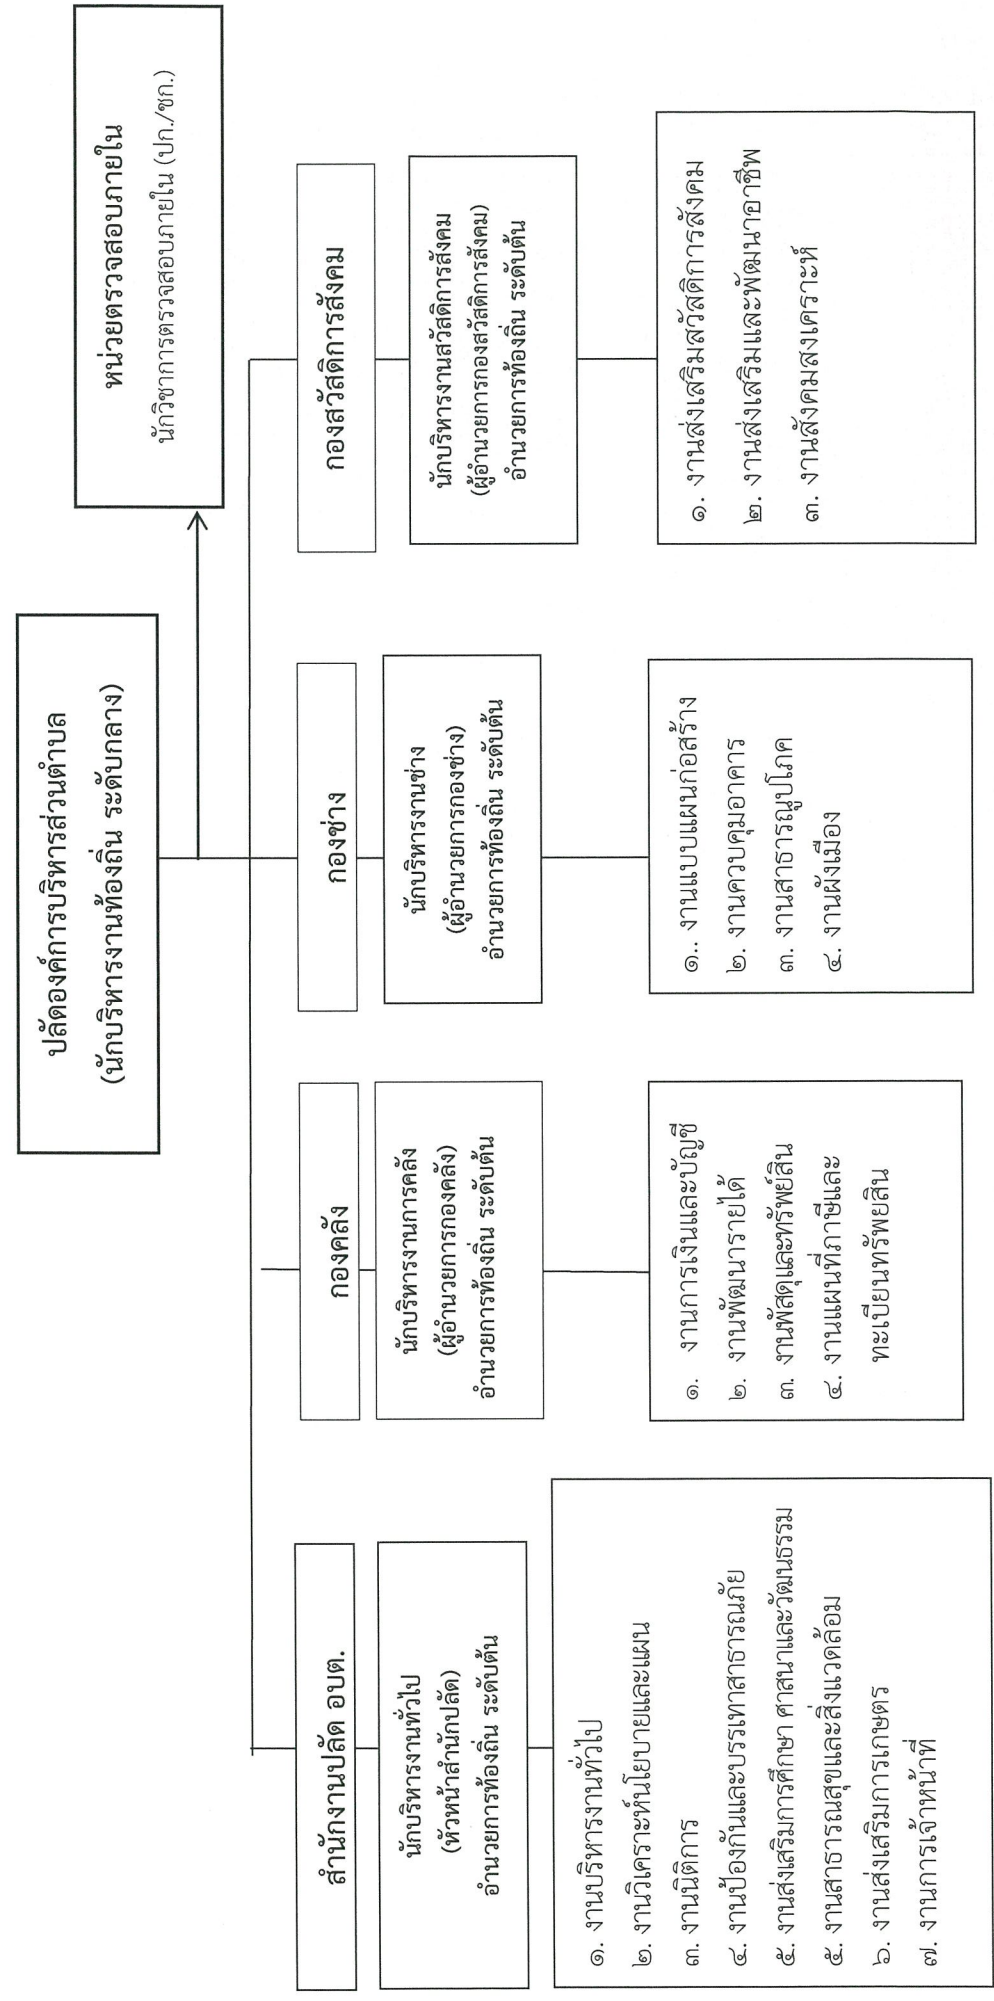 ปลัดองค์การบริหารส่วนตำบล
(นักบริหารงานท้องถิ่น ระดับกลาง)
หน่วยตรวจสอบภายใน
นักวิชาการตรวจสอบภายใน (ปก./ชก.)
สำนักงานปลัด อบต.
นักบริหารงานทั่วไป
(หัวหน้าสำนักปลัด)
อำนวยการท้องถิ่น ระดับต้น
๑. งานบริหารงานทั่วไป
๒. งานวิเคราะห์นโยบายและแผน
๓. งานนิติการ
๔. งานป้องกันและบรรเทาสาธารณภัย
๕. งานส่งเสริมการศึกษา ศาสนาและวัฒนธรรม
๕. งานสาธารณสุขและสิ่งแวดล้อม
๖. งานส่งเสริมการเกษตร
๗. งานการเจ้าหน้าที่
กองคลัง
นักบริหารงานการคลัง
(ผู้อำนวยการกองคลัง)
อำนวยการท้องถิ่น ระดับต้น
๑. งานการเงินและบัญชี
๒. งานพัฒนารายได้
๓. งานพัสดุและทรัพย์สิน
๔. งานแผนที่ภาษีและ
ทะเบียนทรัพยสิน
กองช่าง
นักบริหารงานช่าง
(ผู้อำนวยการกองช่าง)
อำนวยการท้องถิ่น ระดับต้น
๑.. งานแบบแผนก่อสร้าง
๒. งานควบคุมอาคาร
๓. งานสาธารณูปโภค
๔. งานผังเมือง
กองสวัสดิการสังคม
นักบริหารงานสวัสดิการสังคม
(ผู้อำนวยการกองสวัสดิการสังคม)
อำนวยการท้องถิ่น ระดับต้น
๑. งานส่งเสริมสวัสดิการสังคม
๒. งานส่งเสริมและพัฒนาอาชีพ
๓. งานสังคมสงเคราะห์